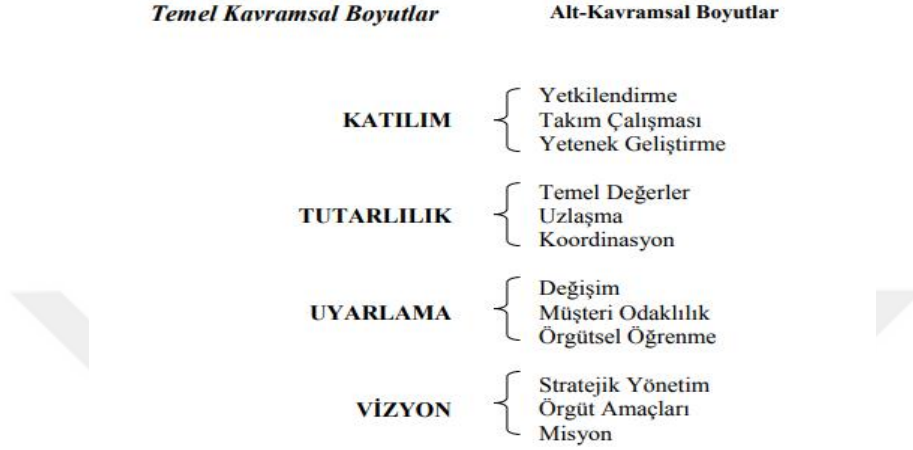 Temel Kavramsal Boyutlar Alt-Kavramsal Boyutlar
Yetkilendirme
KATILIM Takım Çalışması
Yetenek Geliştirme
Temel Değerler
TUTARLILIK Uzlaşma
Koordinasyon
Değişim
UYARLAMA Müşteri Odaklılık
Örgütsel Öğrenme
Stratejik Yönetim
VİZYON Örgüt Amaçları
Misyon